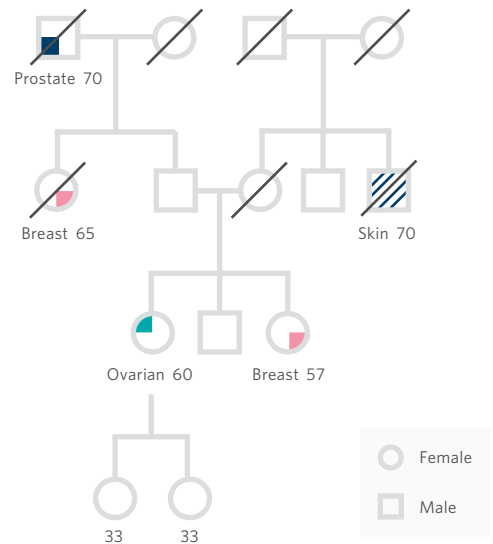 Prostate 70
Breast 65
Skin 70
Ovarian 60
Breast 57
33
33
Female
Male